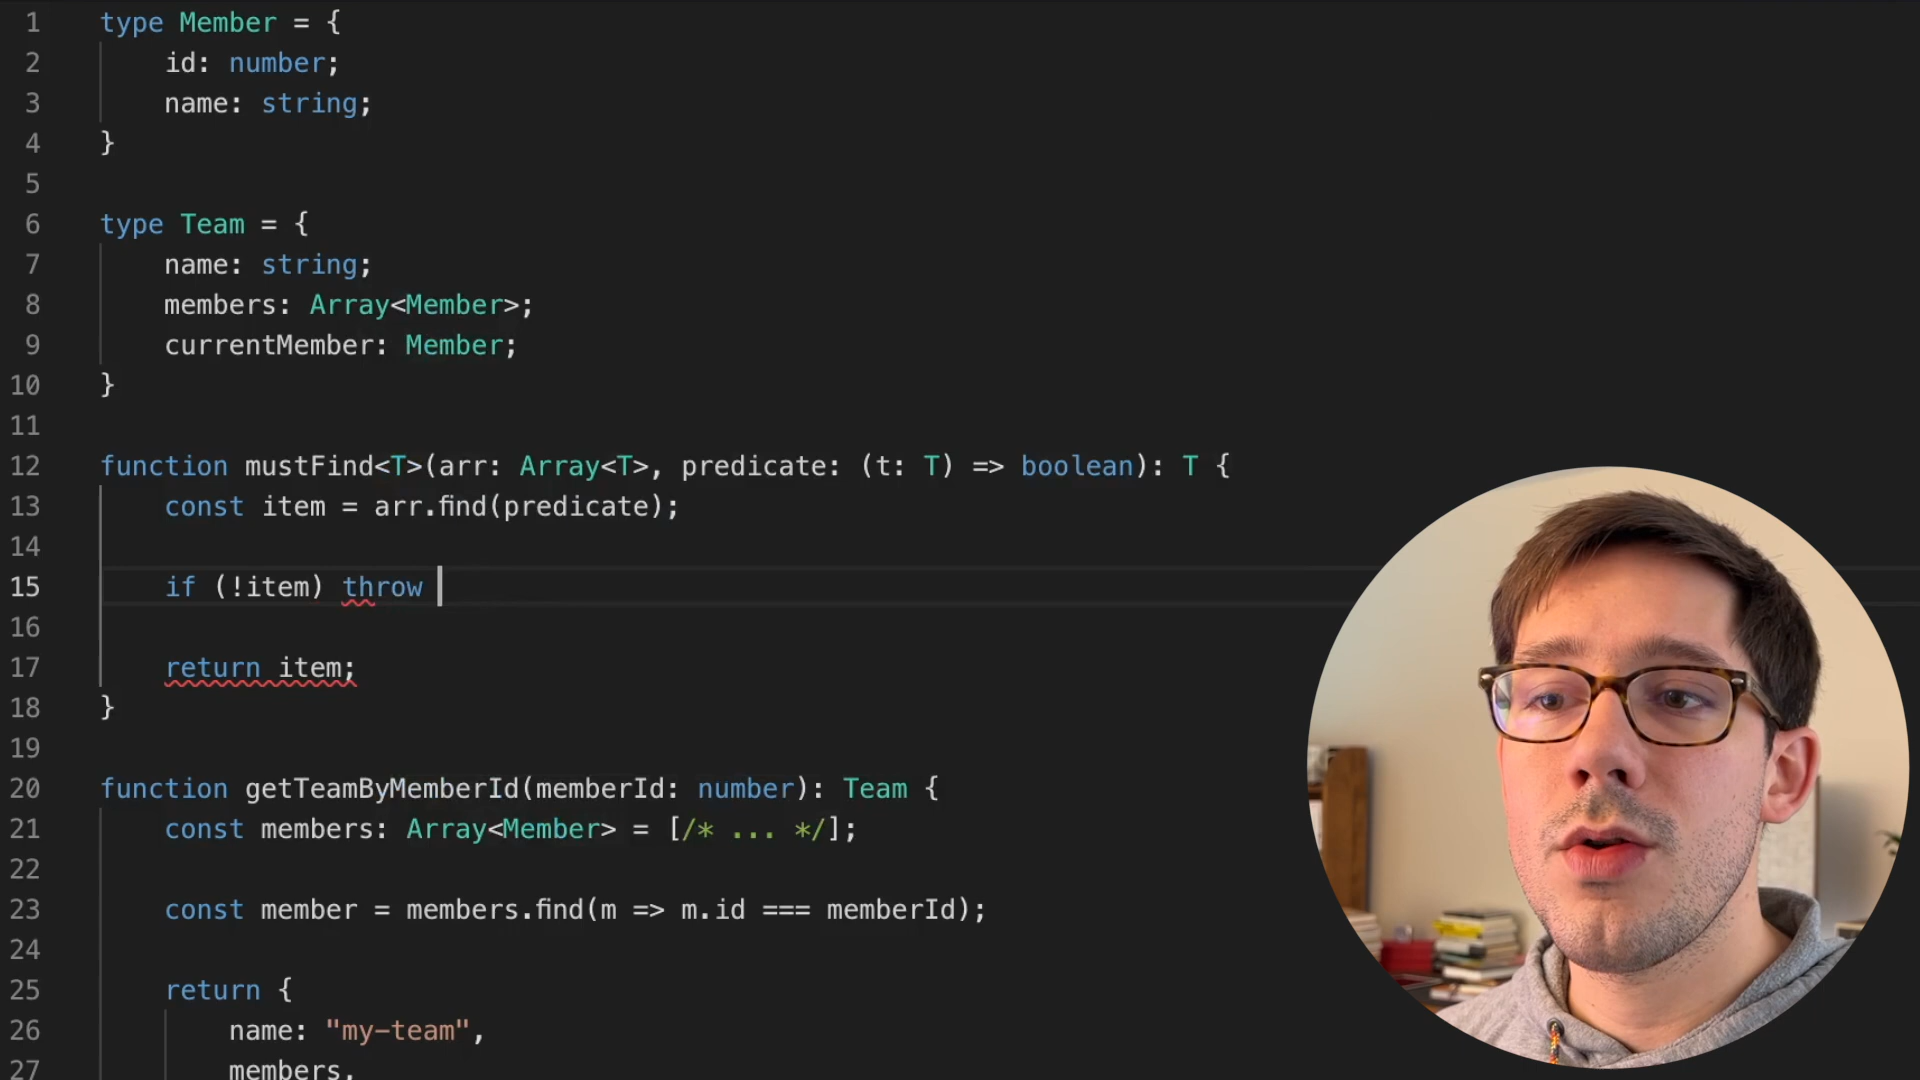 1 type Member = {
2 id: number;
3 name: string;
4 }
5
6 type Team = {
7 name: string;
8 members: Array<Member>;
9 currentMember: Member;
10 }
11
12 function mustFind<T>(arr: Array<T>, predicate: (t: T) => boolean): T {
13 const item = arr.find(predicate);
14
15 if (!item) throw
16
17 return item;
18 }
19
20 function getTeamByMemberId(memberId: number): Team {
21 const members: Array<Member> = [/* ... */];
22
23 const member = members.find(m => m.id === memberId);
24
25 return {
26 name: "my-team",
27 members,